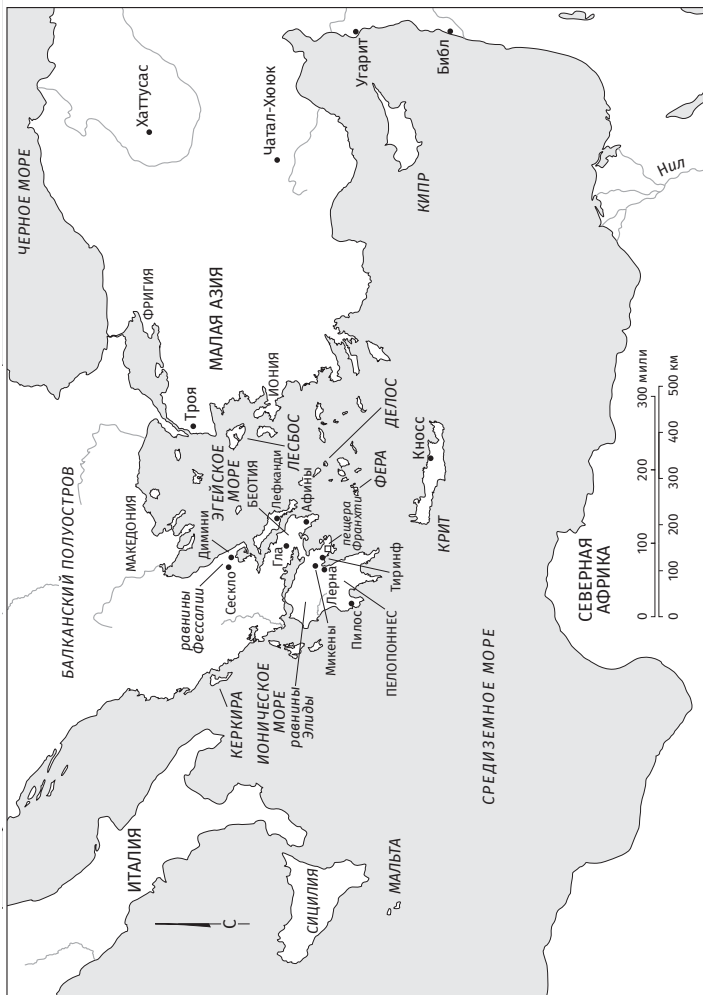 ЧЕРНОЕ МОРЕ
Хаттусас
ФРИГИЯ
БАЛКАНСКИЙ ПОЛУОСТРОВ
МАКЕДОНИЯ
Троя
МАЛАЯ АЗИЯ
Чатал-Хююк
ИТАЛИЯ
равнины
Фессалии
Димини
Сескло
ЭГЕЙСКОЕ
МОРЕ
ЛЕСБОС
ИОНИЯ
КЕРКИРА
ИОНИЧЕСКОЕ
МОРЕ
равнины
Элиды
БЕОТИЯ
Гла
Лефканди
Афины
С
СИЦИЛИЯ
Микены
Лерна
Пилос
пещера
Франхти
Тиринф
ДЕЛОС
ФЕРА
ПЕЛОПОННЕС
МАЛЬТА
КРИТ
Кносс
КИПР
Угарит
Библ
СРЕДИЗЕМНОЕ МОРЕ
СЕВЕРНАЯ
АФРИКА
Нил
0 100 200 300 мили
0 100 200 300 400 500 км